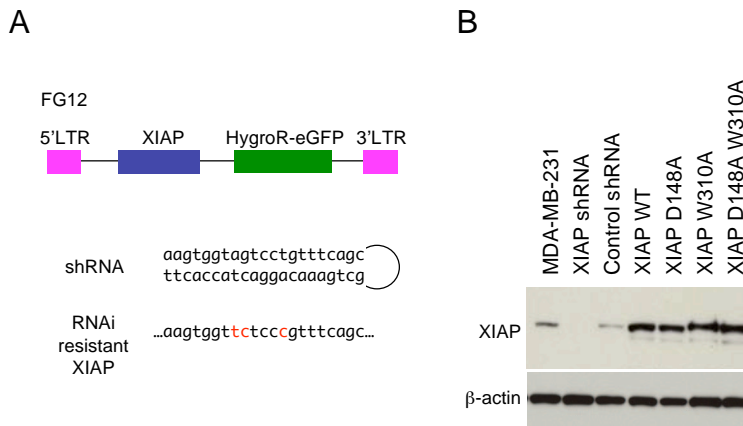 A
FG12
5'LTR XIAP HygroR-eGFP 3'LTR
shRNA
aagtggtagtcctgtttcagc
ttcaccatcaggacaaagtcg
RNAi
resistant
XIAP
…aagtggttctcccgtttcagc…
B
MDA-MB-231
XIAP shRNA
Control shRNA
XIAP WT
XIAP D148A
XIAP W310A
XIAP D148A W310A
XIAP
β-actin